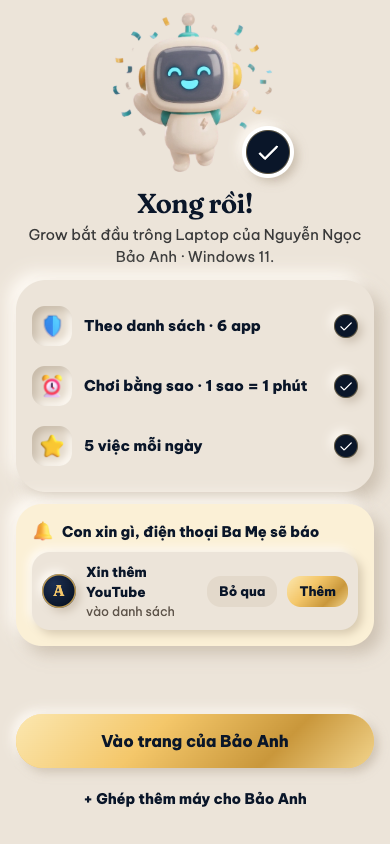 Xong rồi!
Grow bắt đầu trông Laptop của Nguyễn Ngọc
Bảo Anh · Windows 11.
Theo danh sách · 6 app
Chơi bằng sao · 1 sao = 1 phút
5 việc mỗi ngày
Con xin gì, điện thoại Ba Mẹ sẽ báo
A
Xin thêm
YouTube
vào danh sách
Bỏ qua
Thêm
Vào trang của Bảo Anh
+ Ghép thêm máy cho Bảo Anh